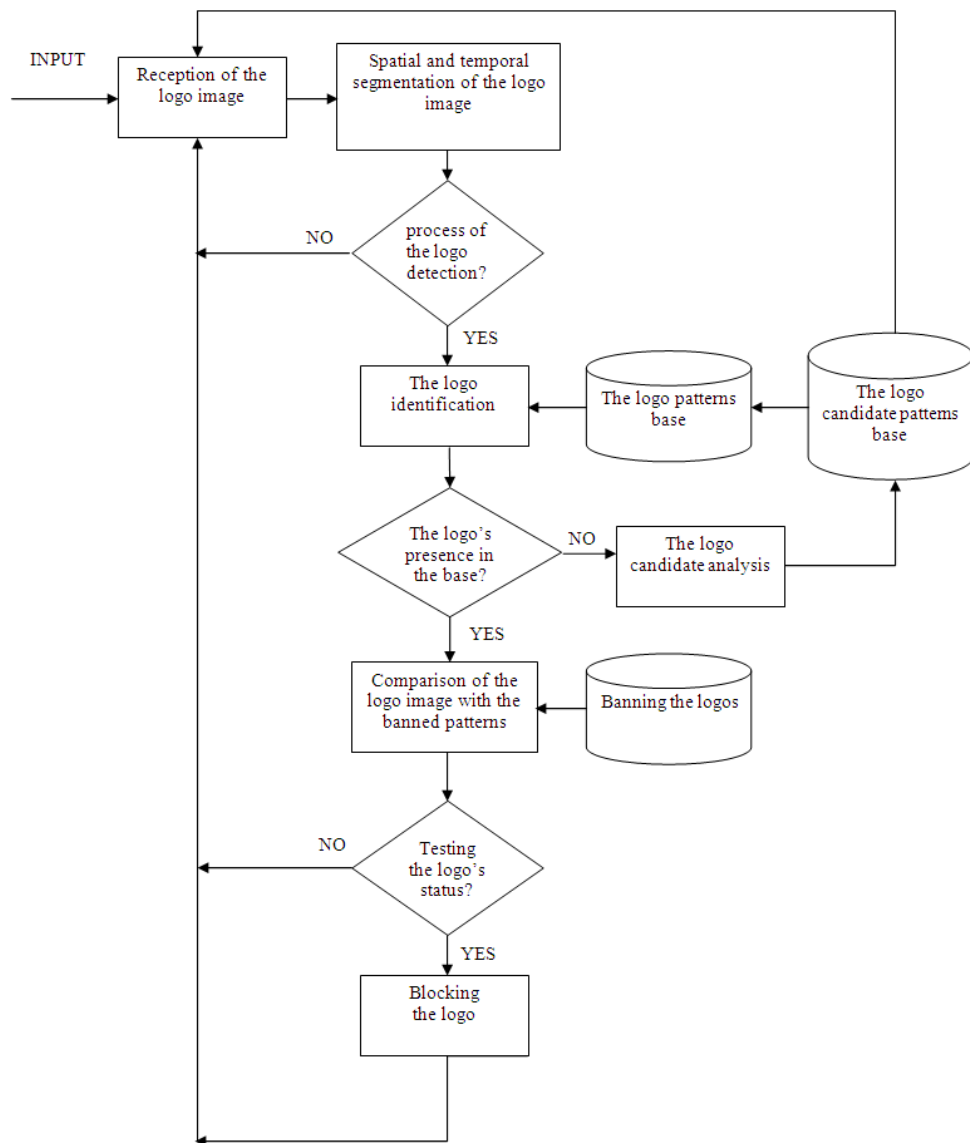 INPUT
Reception of the
logo image
Spatial and temporal
segmentation of the logo
image
NO
process of
the logo
detection?
YES
The logo
identification
The logo patterns
base
The logo
candidate patterns
base
The logo’s
presence in
the base?
NO
The logo
candidate analysis
YES
Comparison of the
logo image with the
banned patterns
Banning the logos
NO
Testing
the logo’s
status?
YES
Blocking
the logo